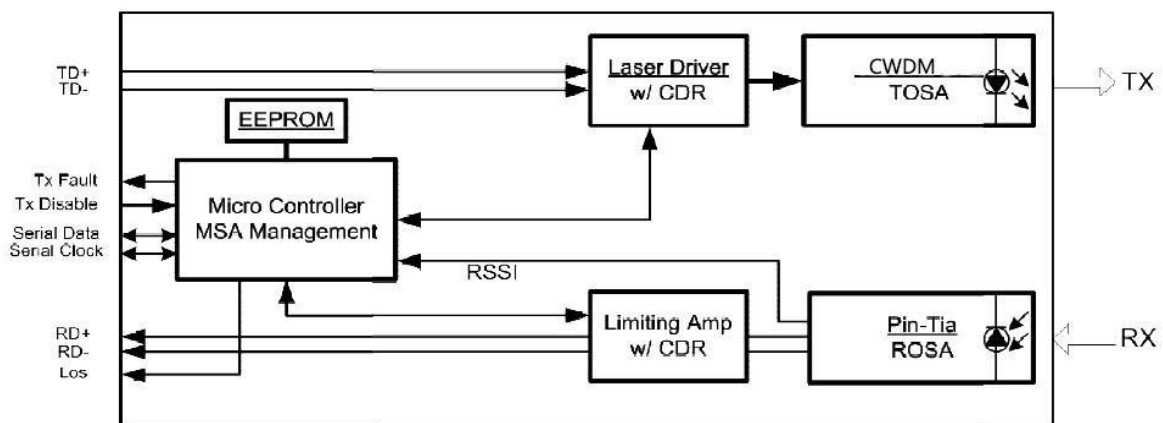 TD+
TD-
Laser Driver
w/ CDR
CWDM
TOSA
TX
EEPROM
Tx Fault
Tx Disable
Serial Data
Serial Clock
Micro Controller
MSA Management
RSSI
RD+
RD-
Los
Limiting Amp
w/ CDR
Pin-Tia
ROSA
RX